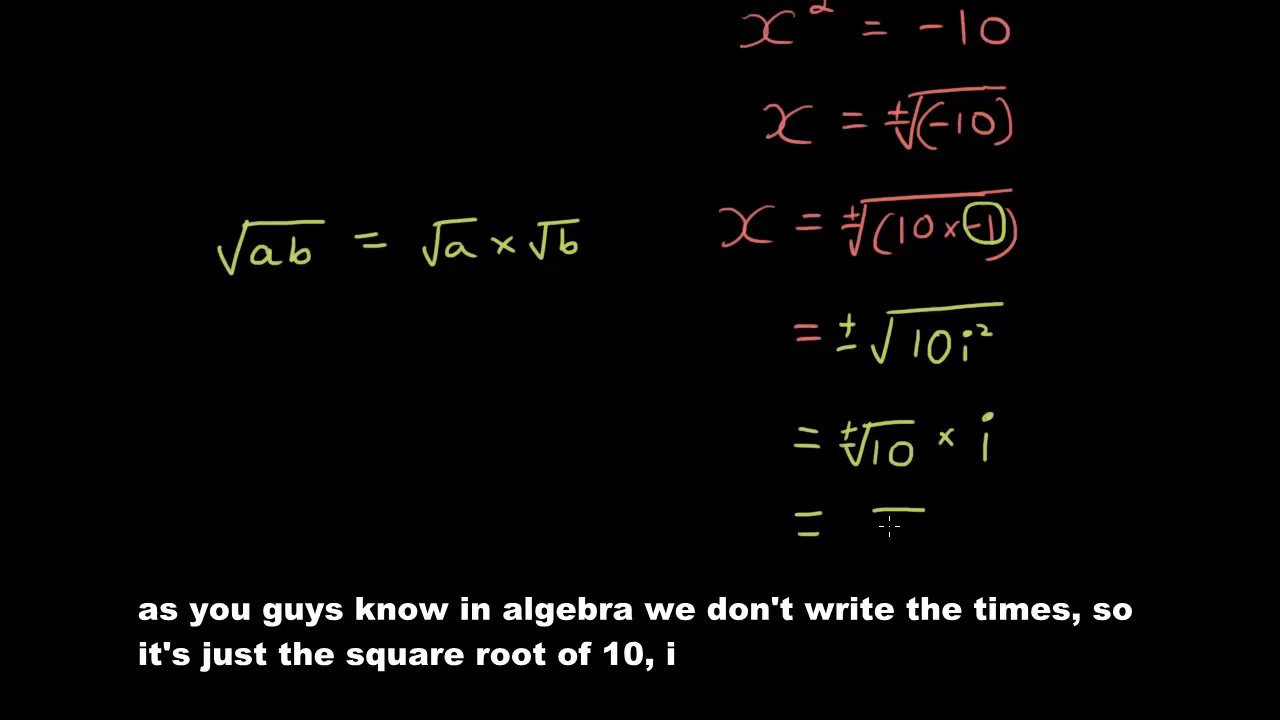 x² = -10
x = ±√(-10)
√ab = √a × √b
x = ±√(10 × -1)
= ±√10i²
= ±√10 × i
=
as you guys know in algebra we don't write the times, so
it's just the square root of 10, i